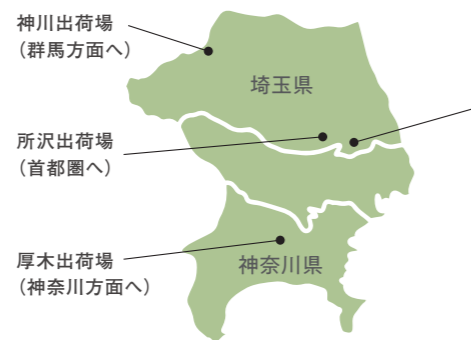 神川出荷場
（群馬方面へ）
埼玉県
所沢出荷場
（首都圏へ）
厚木出荷場
（神奈川方面へ）
神奈川県